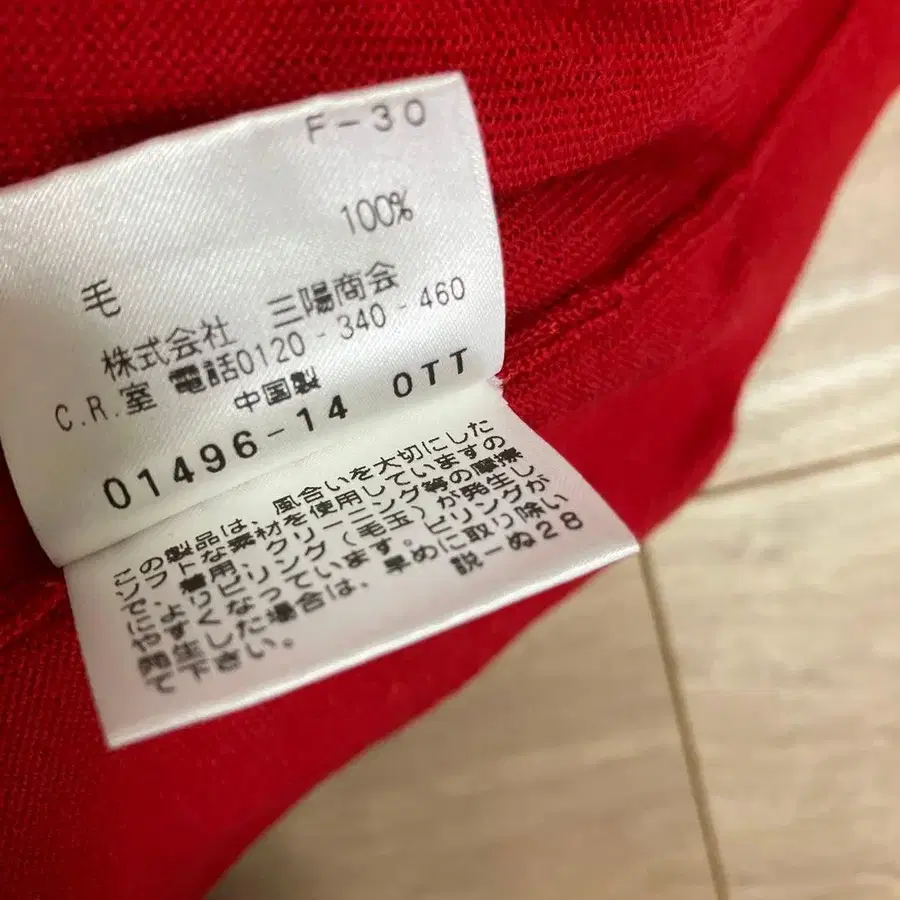 F-30
毛 100%
株式会社 三陽商会
C.R.室 電話0120-340-460
中国製
01496-14 OTT
この製品は、風合いを大切にした
ソフトな素材を使用していますの
で、着用、クリーニング等の摩擦
によりピリング(毛玉)が発生し
やすくなっています。ピリングが
発生した場合は、早めに取り除い
て下さい。
説ーぬ28